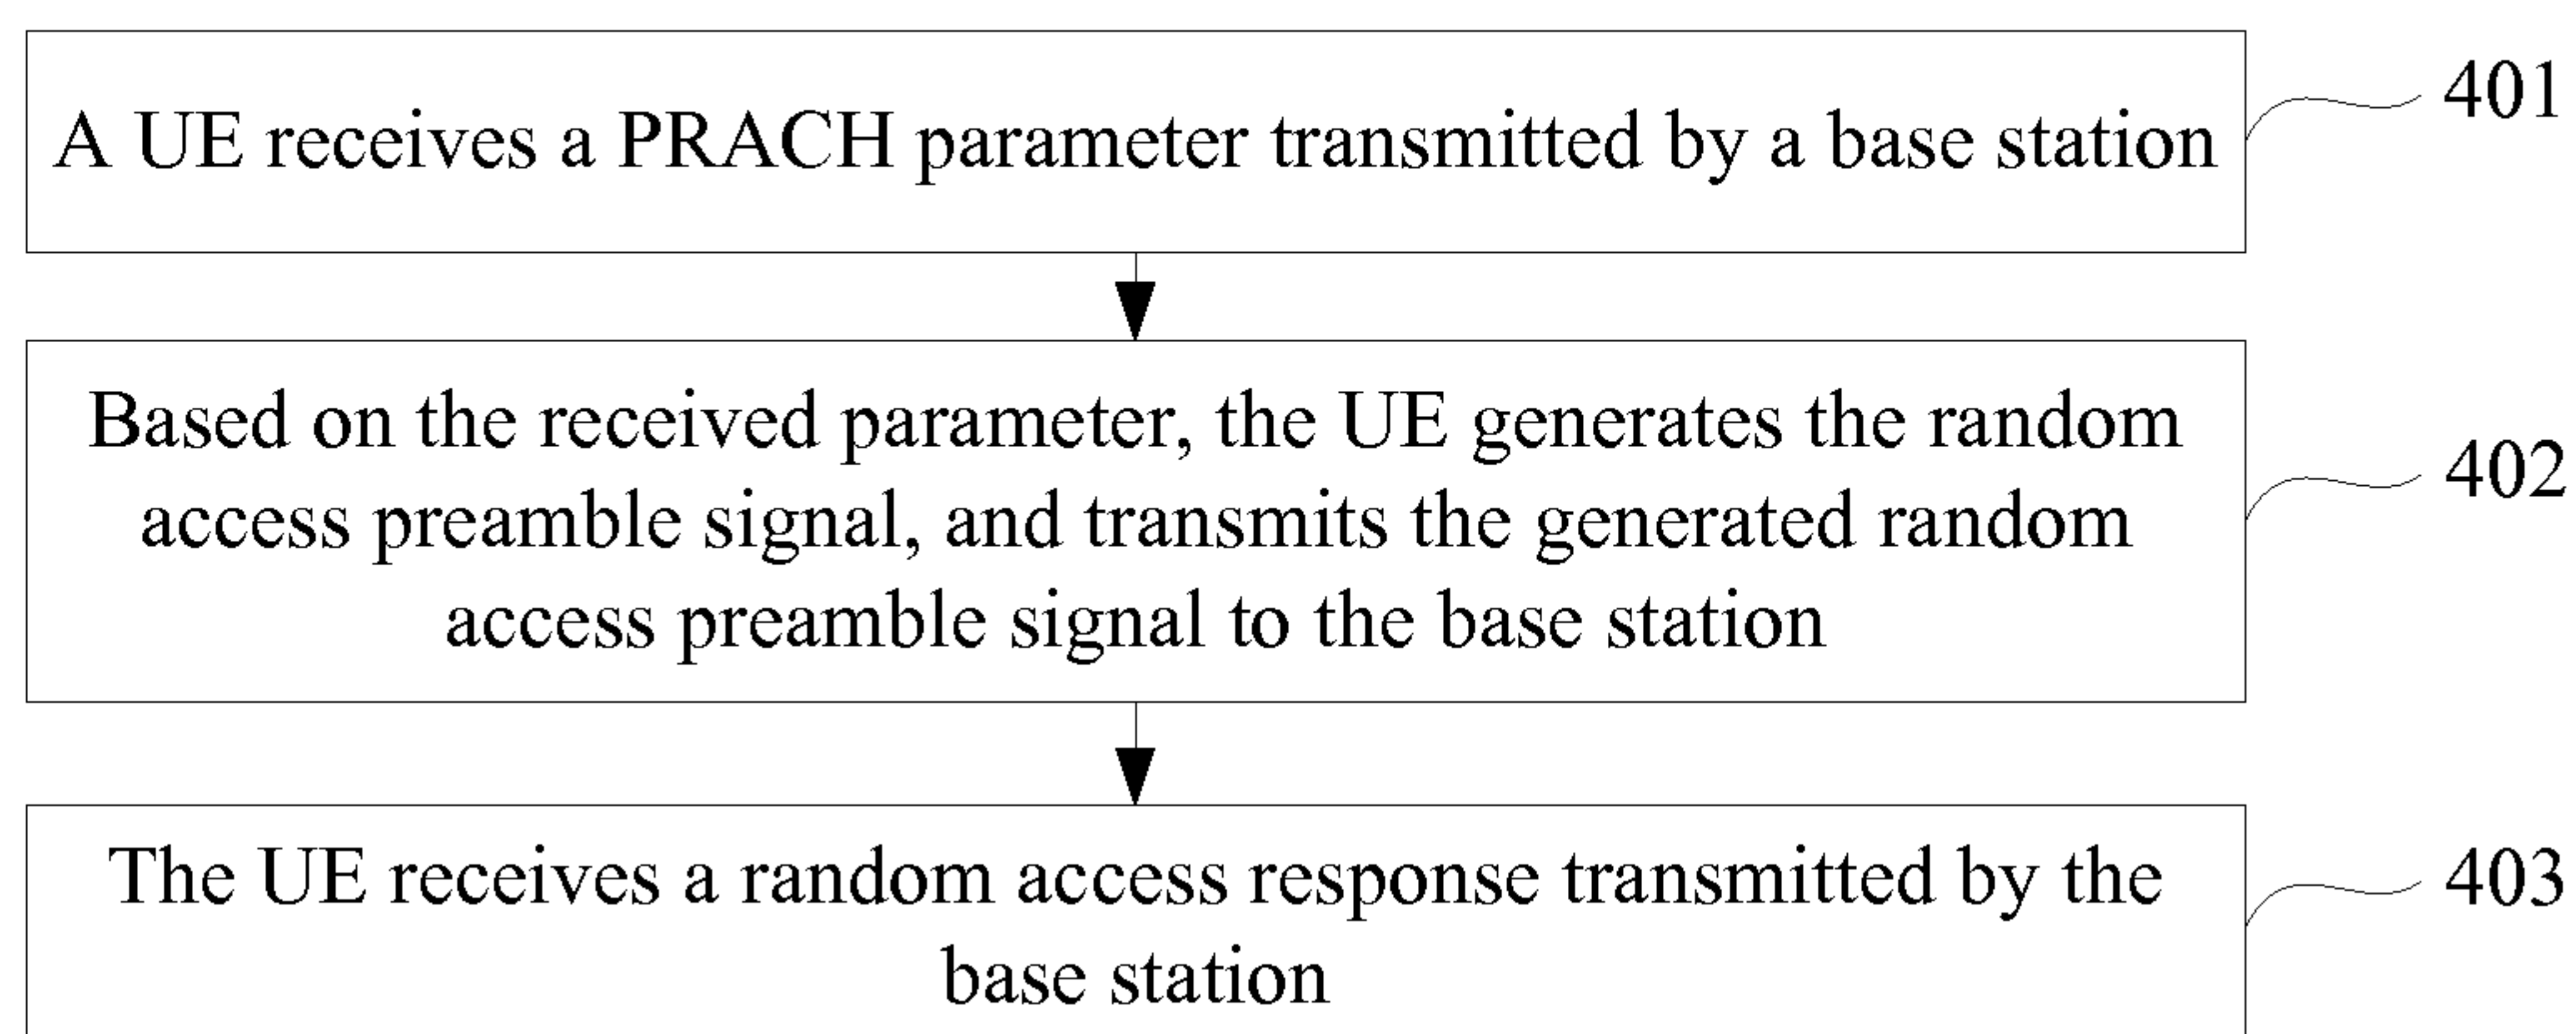 A UE receives a PRACH parameter transmitted by a base station
401
Based on the received parameter, the UE generates the random
access preamble signal, and transmits the generated random
access preamble signal to the base station
402
The UE receives a random access response transmitted by the
base station
403